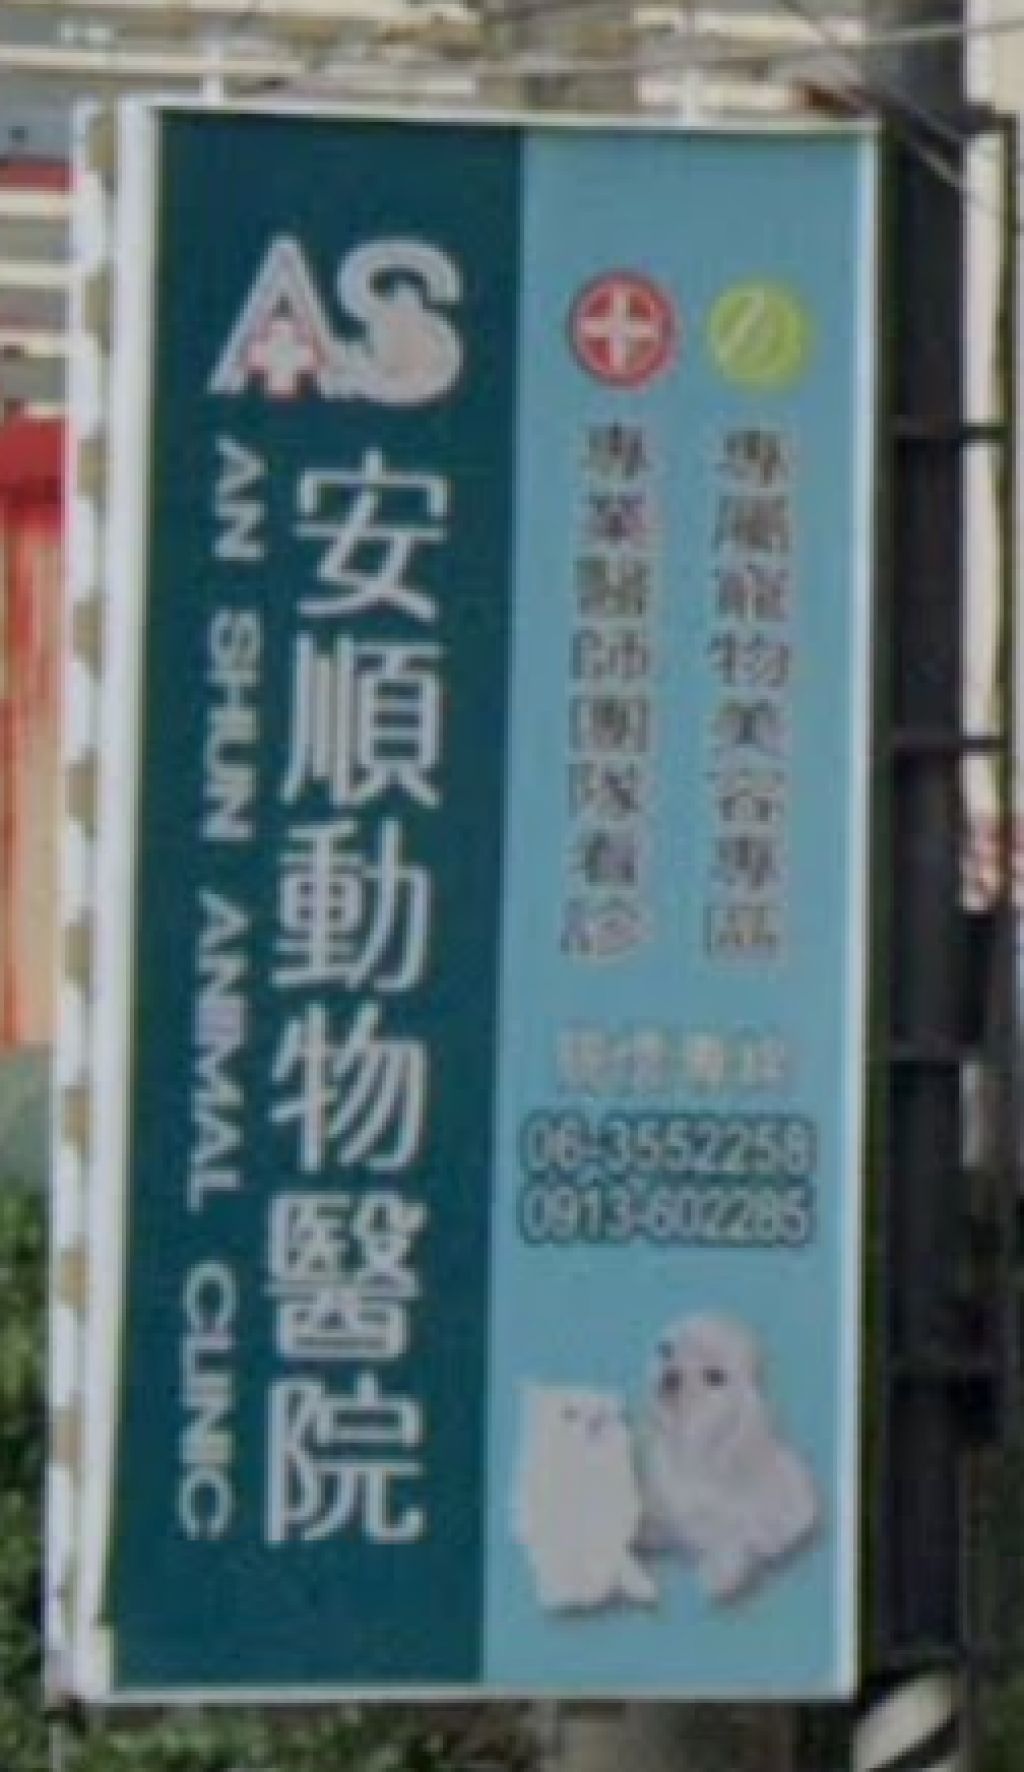 AS
安順動物醫院
AN SHUN ANIMAL CLINIC
專屬寵物美容專區
專業醫師團隊看診
06-3552258
0913-602285